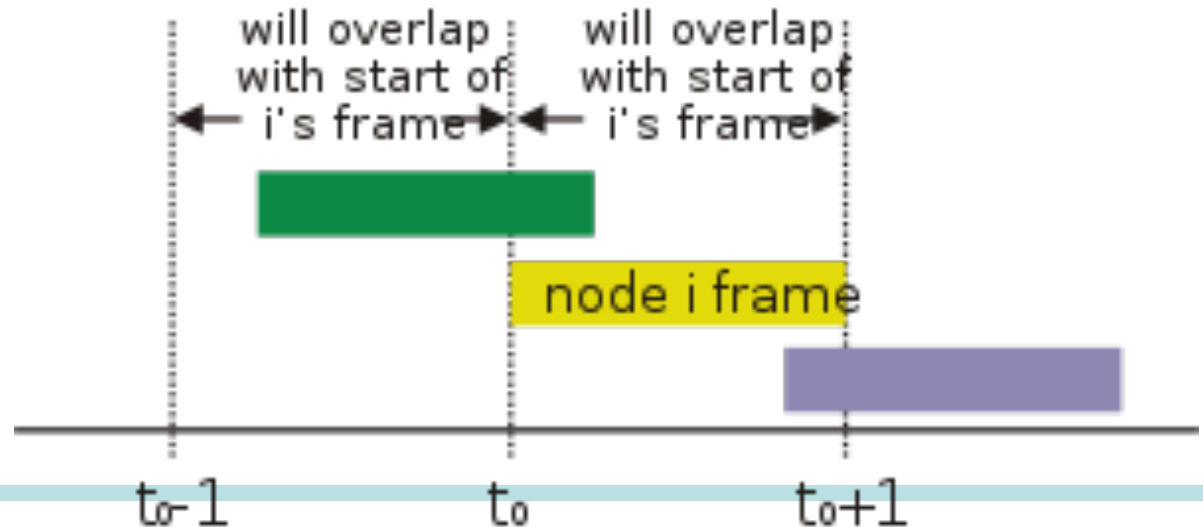 will overlap
with start of
i's frame
will overlap
with start of
i's frame
node i frame
t₀-1
t₀
t₀+1